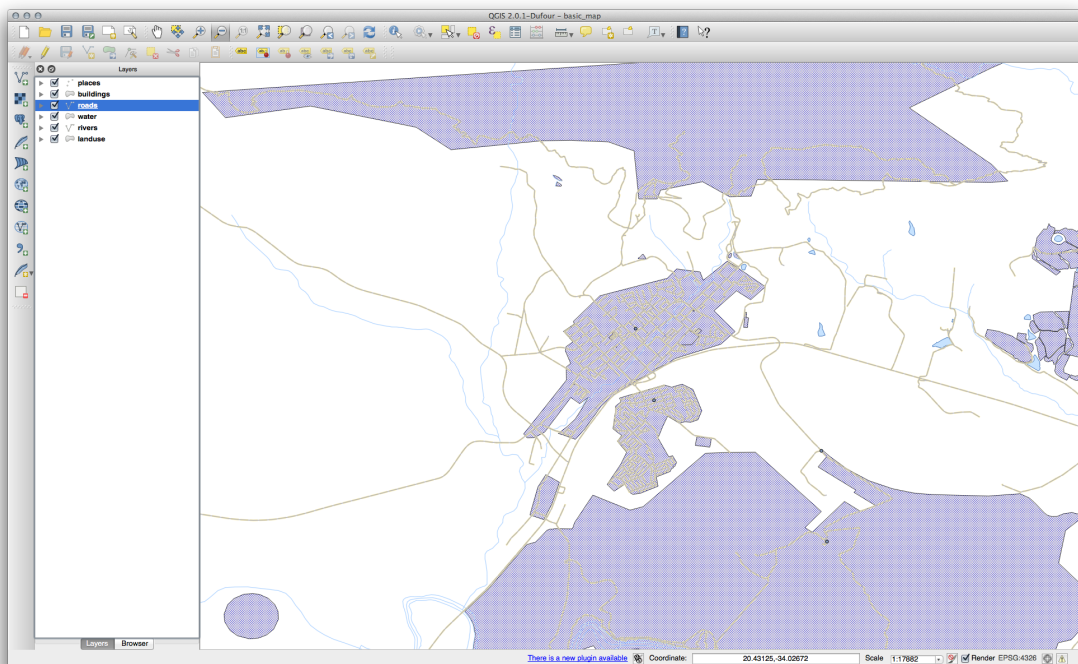 QGIS 2.0.1-Dufour - basic_map
Layers
places
buildings
roads
water
rivers
landuse
Layers Browser
There is a new plugin available Coordinate: 20.43125,-34.02672 Scale 1:17882 Render EPSG:4326